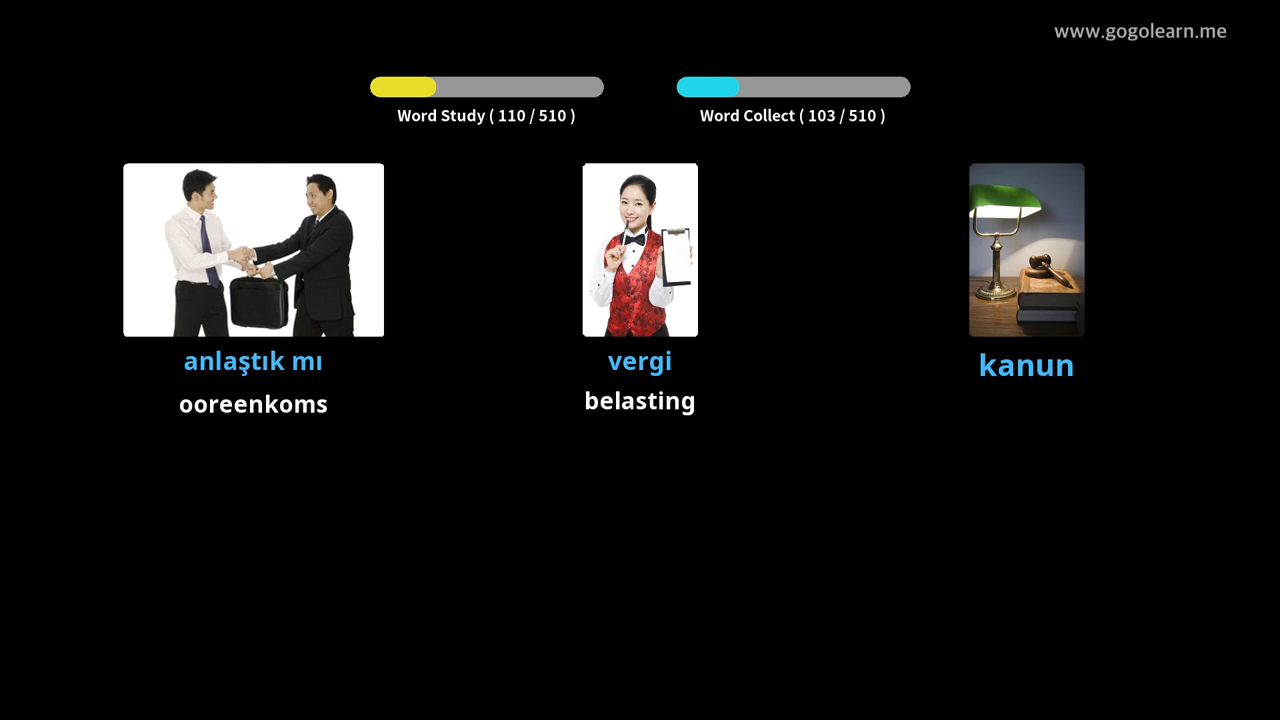 www.gogolearn.me
Word Study ( 110 / 510 )
Word Collect ( 103 / 510 )
anlaştık mı
vergi
kanun
ooreenkoms
belasting